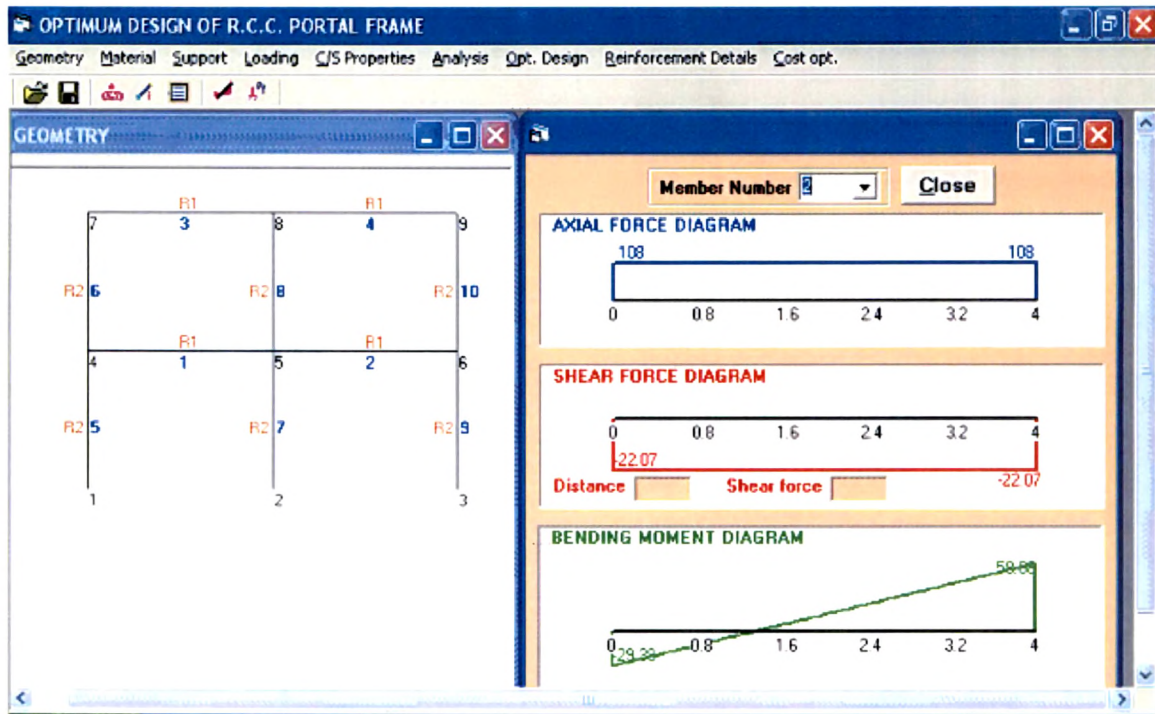 OPTIMUM DESIGN OF R.C.C. PORTAL FRAME
Geometry Material Support Loading C/S Properties Analysis Opt. Design Reinforcement Details Cost opt.
GEOMETRY
R1 R1
7 3 8 4 9
R2 6 R2 8 R2 10
R1 R1
4 1 5 2 6
R2 5 R2 7 R2 9
1 2 3
Member Number 2 Close
AXIAL FORCE DIAGRAM
108 108
0 0.8 1.6 2.4 3.2 4
SHEAR FORCE DIAGRAM
0 0.8 1.6 2.4 3.2 4
-22.07 -22.07
Distance Shear force
BENDING MOMENT DIAGRAM
0 0.8 1.6 2.4 3.2 4
-29.39